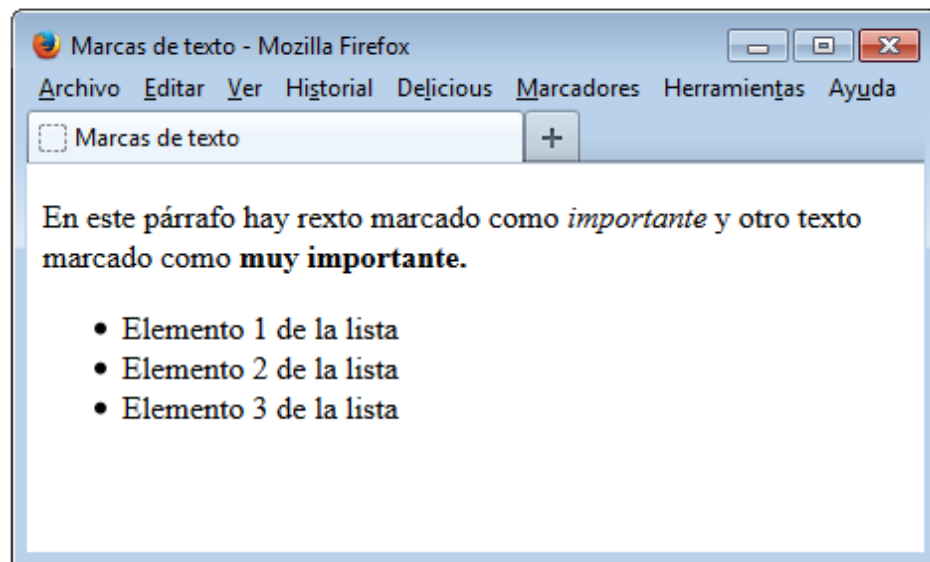 Marcas de texto - Mozilla Firefox
Archivo Editar Ver Historial Delicious Marcadores Herramientas Ayuda
Marcas de texto
En este párrafo hay rexto marcado como importante y otro texto
marcado como muy importante.
Elemento 1 de la lista
Elemento 2 de la lista
Elemento 3 de la lista